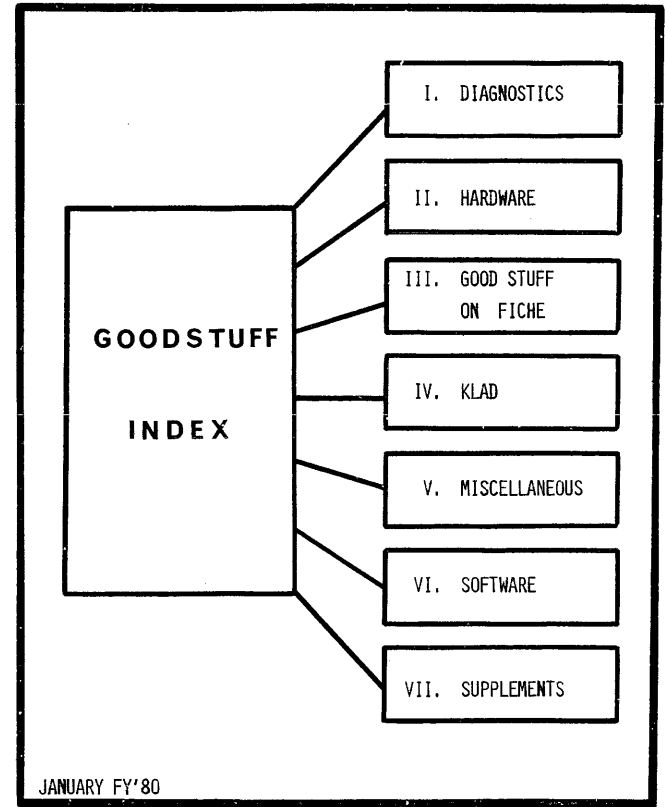 GOODSTUFF
INDEX
I. DIAGNOSTICS
II. HARDWARE
III. GOOD STUFF
ON FICHE
IV. KLAD
V. MISCELLANEOUS
VI. SOFTWARE
VII. SUPPLEMENTS
JANUARY FY'80